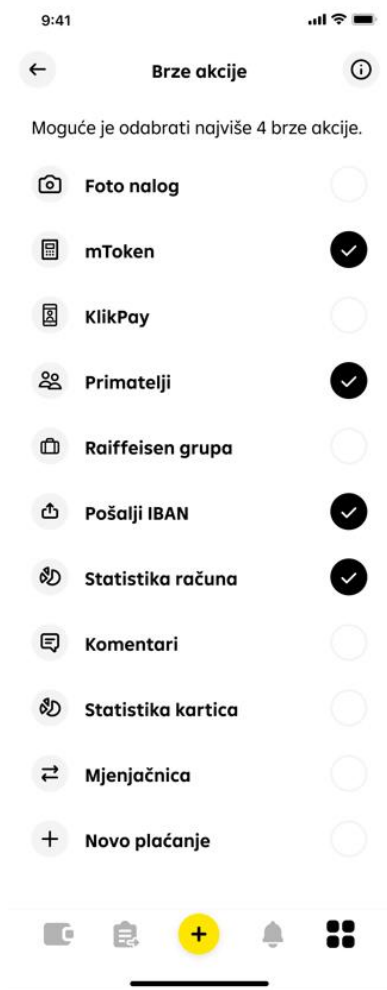 9:41
Brze akcije
Moguće je odabrati najviše 4 brze akcije.
Foto nalog
mToken
KlikPay
Primatelji
Raiffeisen grupa
Pošalji IBAN
Statistika računa
Komentari
Statistika kartica
Mjenjačnica
Novo plaćanje